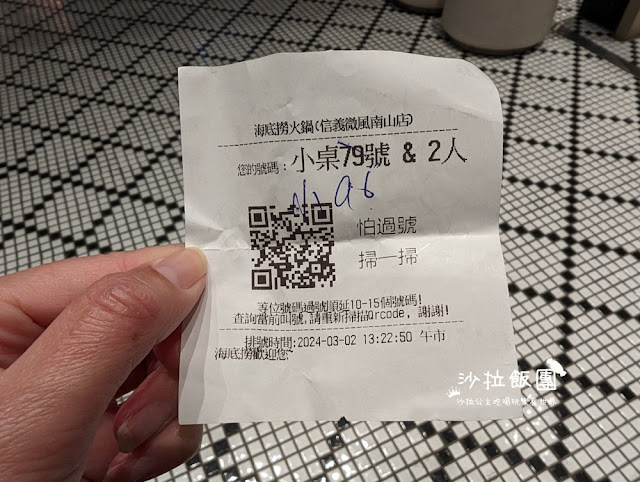 海底撈火鍋(信義微風南山店)
您的號碼：小桌79號 & 2人
怕過號
掃一掃
等位號碼過號順延10-15個號碼!
查詢當前叫號,請重新掃描Qrcode, 謝謝!
排號時間:2024-03-02 13:22:50 午市
海底撈歡迎您~
沙拉飯團